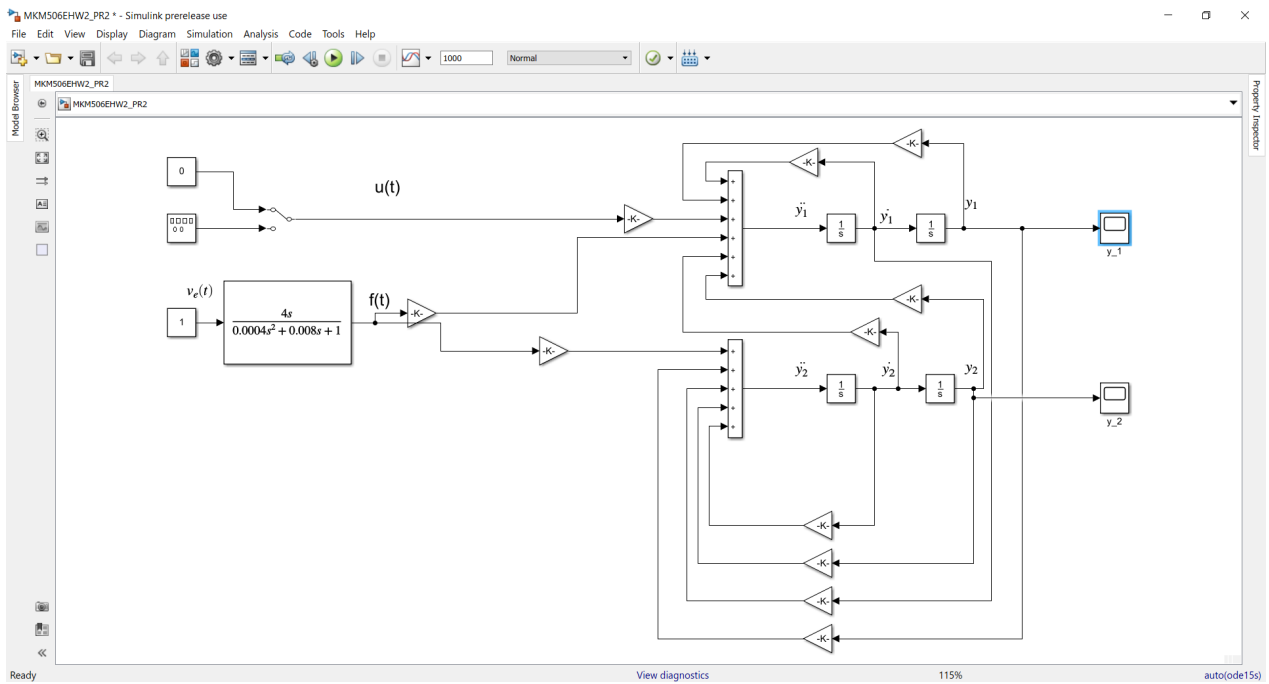 MKM506EHW2_PR2 * - Simulink prerelease use
File Edit View Display Diagram Simulation Analysis Code Tools Help
1000 Normal
Model Browser
MKM506EHW2_PR2
MKM506EHW2_PR2
Property Inspector
-K-
-K-
0
u(t)
-K-
+
+
+
+
+
+
ÿ₁
1/s
ẏ₁
1/s
y₁
y_1
vₑ(t)
1
4s
0.0004s² + 0.008s + 1
f(t)
-K-
-K-
-K-
-K-
+
+
+
+
+
ÿ₂
1/s
ẏ₂
1/s
y₂
y_2
-K-
-K-
-K-
-K-
Ready
View diagnostics
115%
auto(ode15s)